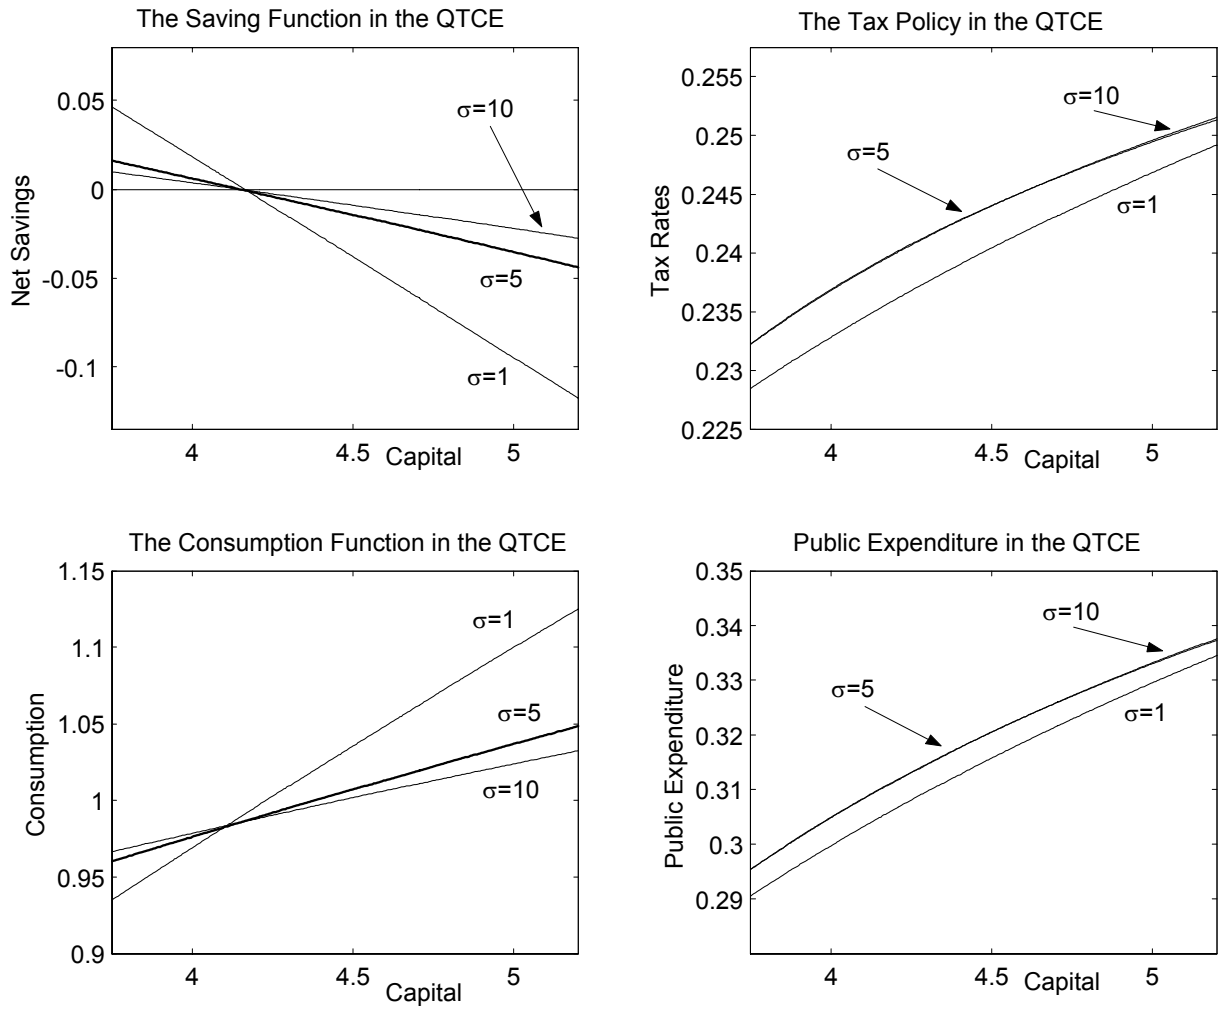 The Saving Function in the QTCE
0.05
0
-0.05
-0.1
Net Savings
σ=10
σ=5
σ=1
4
4.5
5
Capital
The Tax Policy in the QTCE
0.255
0.25
0.245
0.24
0.235
0.23
0.225
Tax Rates
σ=10
σ=5
σ=1
4
4.5
5
Capital
The Consumption Function in the QTCE
1.15
1.1
1.05
1
0.95
0.9
Consumption
σ=1
σ=5
σ=10
4
4.5
5
Capital
Public Expenditure in the QTCE
0.35
0.34
0.33
0.32
0.31
0.3
0.29
Public Expenditure
σ=10
σ=5
σ=1
4
4.5
5
Capital